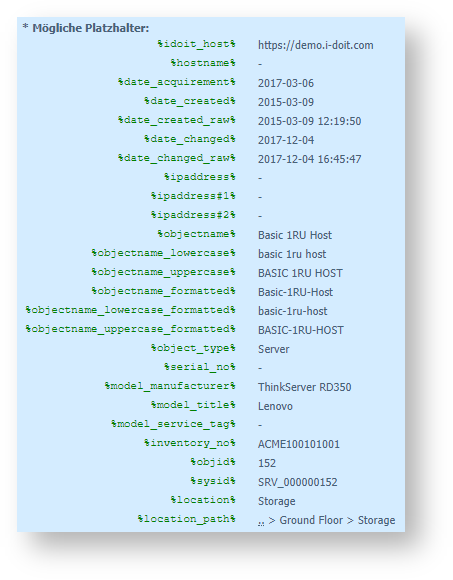 * Mögliche Platzhalter:
%idoit_host% https://demo.i-doit.com
%hostname% -
%date_acquirement% 2017-03-06
%date_created% 2015-03-09
%date_created_raw% 2015-03-09 12:19:50
%date_changed% 2017-12-04
%date_changed_raw% 2017-12-04 16:45:47
%ipaddress% -
%ipaddress#1% -
%ipaddress#2% -
%objectname% Basic 1RU Host
%objectname_lowercase% basic 1ru host
%objectname_uppercase% BASIC 1RU HOST
%objectname_formatted% Basic-1RU-Host
%objectname_lowercase_formatted% basic-1ru-host
%objectname_uppercase_formatted% BASIC-1RU-HOST
%object_type% Server
%serial_no% -
%model_manufacturer% ThinkServer RD350
%model_title% Lenovo
%model_service_tag% -
%inventory_no% ACME100101001
%objid% 152
%sysid% SRV_000000152
%location% Storage
%location_path% .. > Ground Floor > Storage